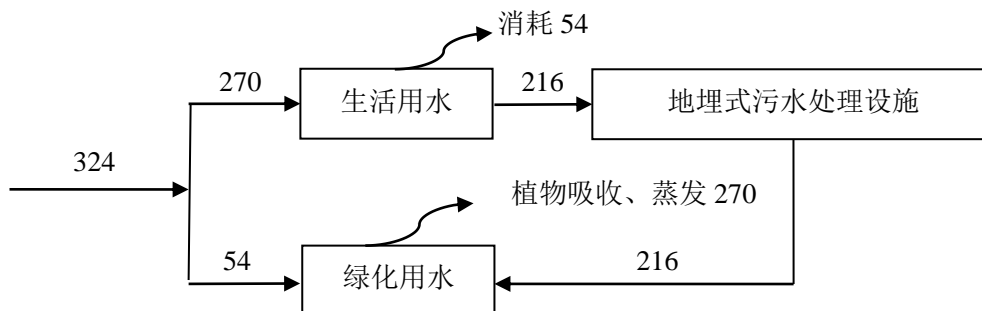 消耗 54
270
生活用水
216
地埋式污水处理设施
324
植物吸收、蒸发 270
54
绿化用水
216